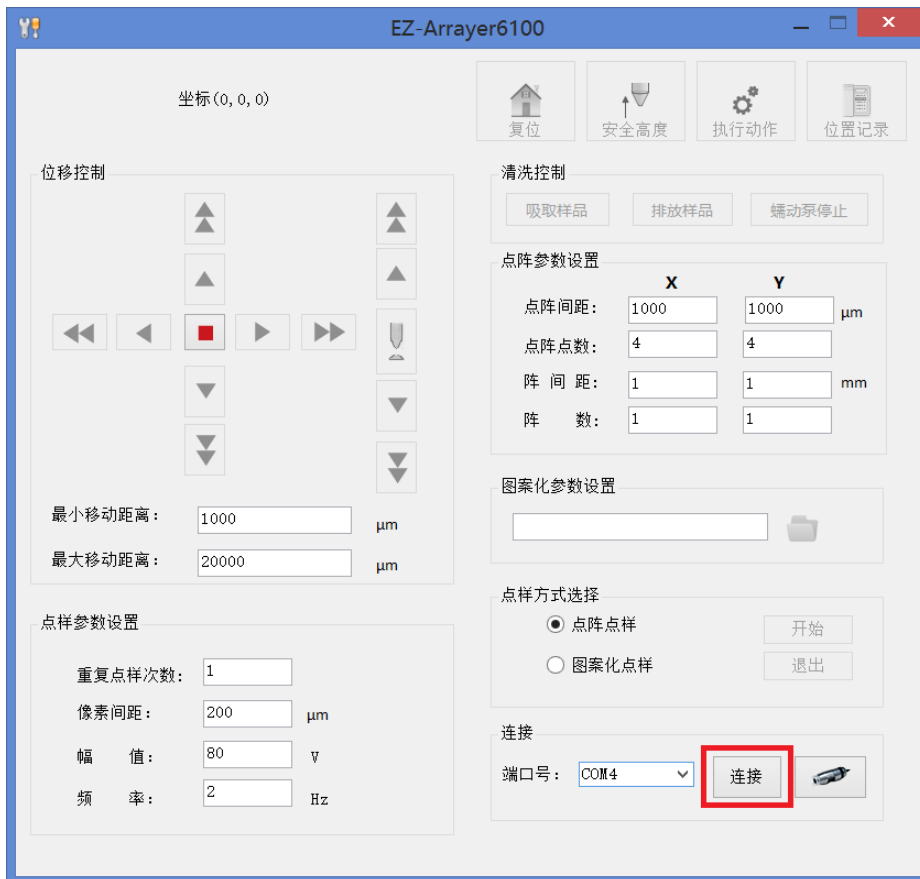 EZ-Arrayer6100
坐标(0,0,0)
复位
安全高度
执行动作
位置记录
位移控制
最小移动距离: 1000 μm
最大移动距离: 20000 μm
点样参数设置
重复点样次数: 1
像素间距: 200 μm
幅 值: 80 V
频 率: 2 Hz
清洗控制
吸取样品 排放样品 蠕动泵停止
点阵参数设置
X Y
点阵间距: 1000 1000 μm
点阵点数: 4 4
阵 间 距: 1 1 mm
阵 数: 1 1
图案化参数设置
点样方式选择
点阵点样 开始
图案化点样 退出
连接
端口号: COM4 连接